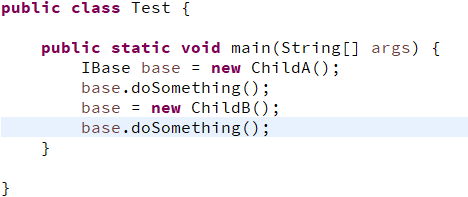 public class Test {
public static void main(String[] args) {
IBase base = new ChildA();
base.doSomething();
base = new ChildB();
base.doSomething();
}
}